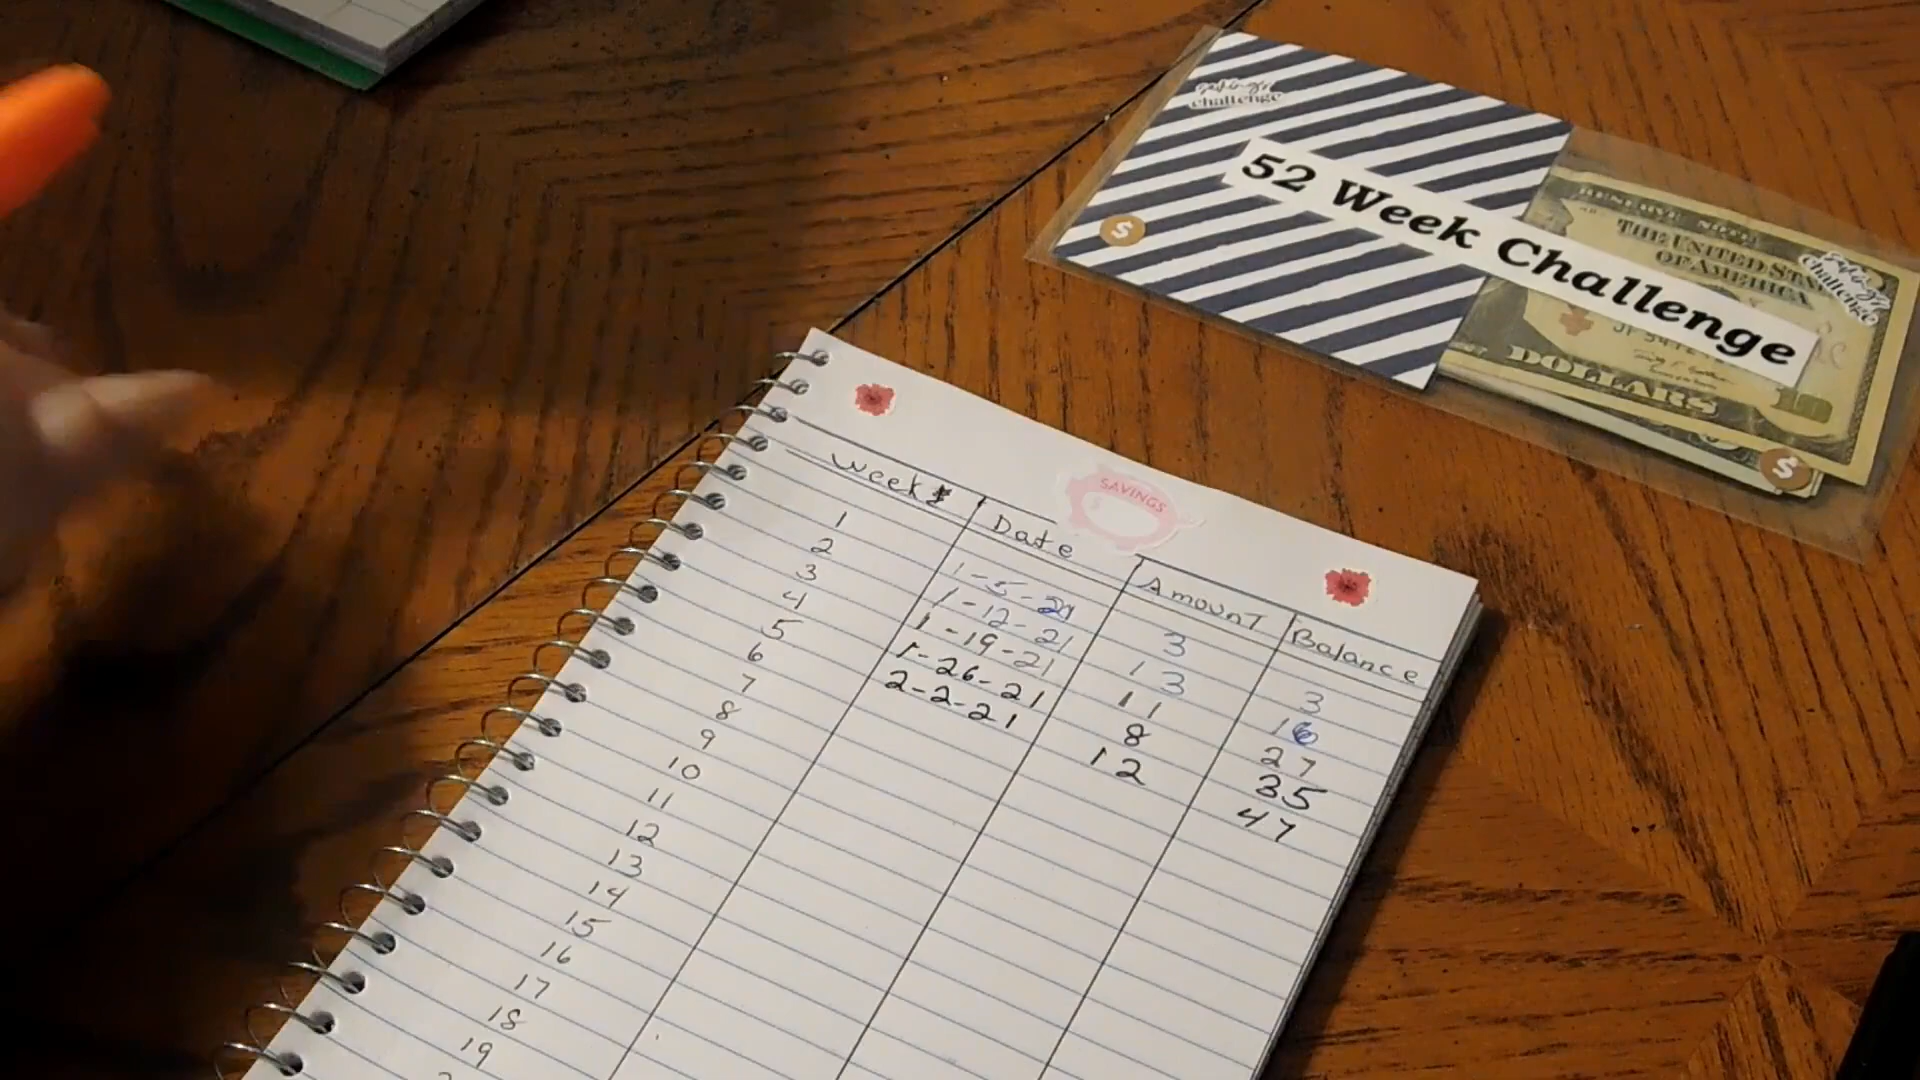 savings
challenge
52 Week Challenge
$
THE UNITED STA
OF AMERICA
DOLLARS
10
challenge
$
SAVINGS
Week # Date Amount Balance
1 1-5-21 3 3
2 1-12-21 13 16
3 1-19-21 11 27
4 1-26-21 8 35
5 2-2-21 12 47
6
7
8
9
10
11
12
13
14
15
16
17
18
19